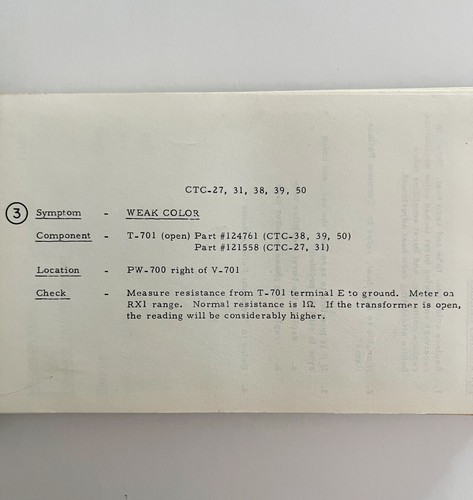 CTC-27, 31, 38, 39, 50
3 Symptom - WEAK COLOR
Component - T-701 (open) Part #124761 (CTC-38, 39, 50)
Part #121558 (CTC-27, 31)
Location - PW-700 right of V-701
Check - Measure resistance from T-701 terminal E to ground. Meter on
RX1 range. Normal resistance is 1Ω. If the transformer is open,
the reading will be considerably higher.